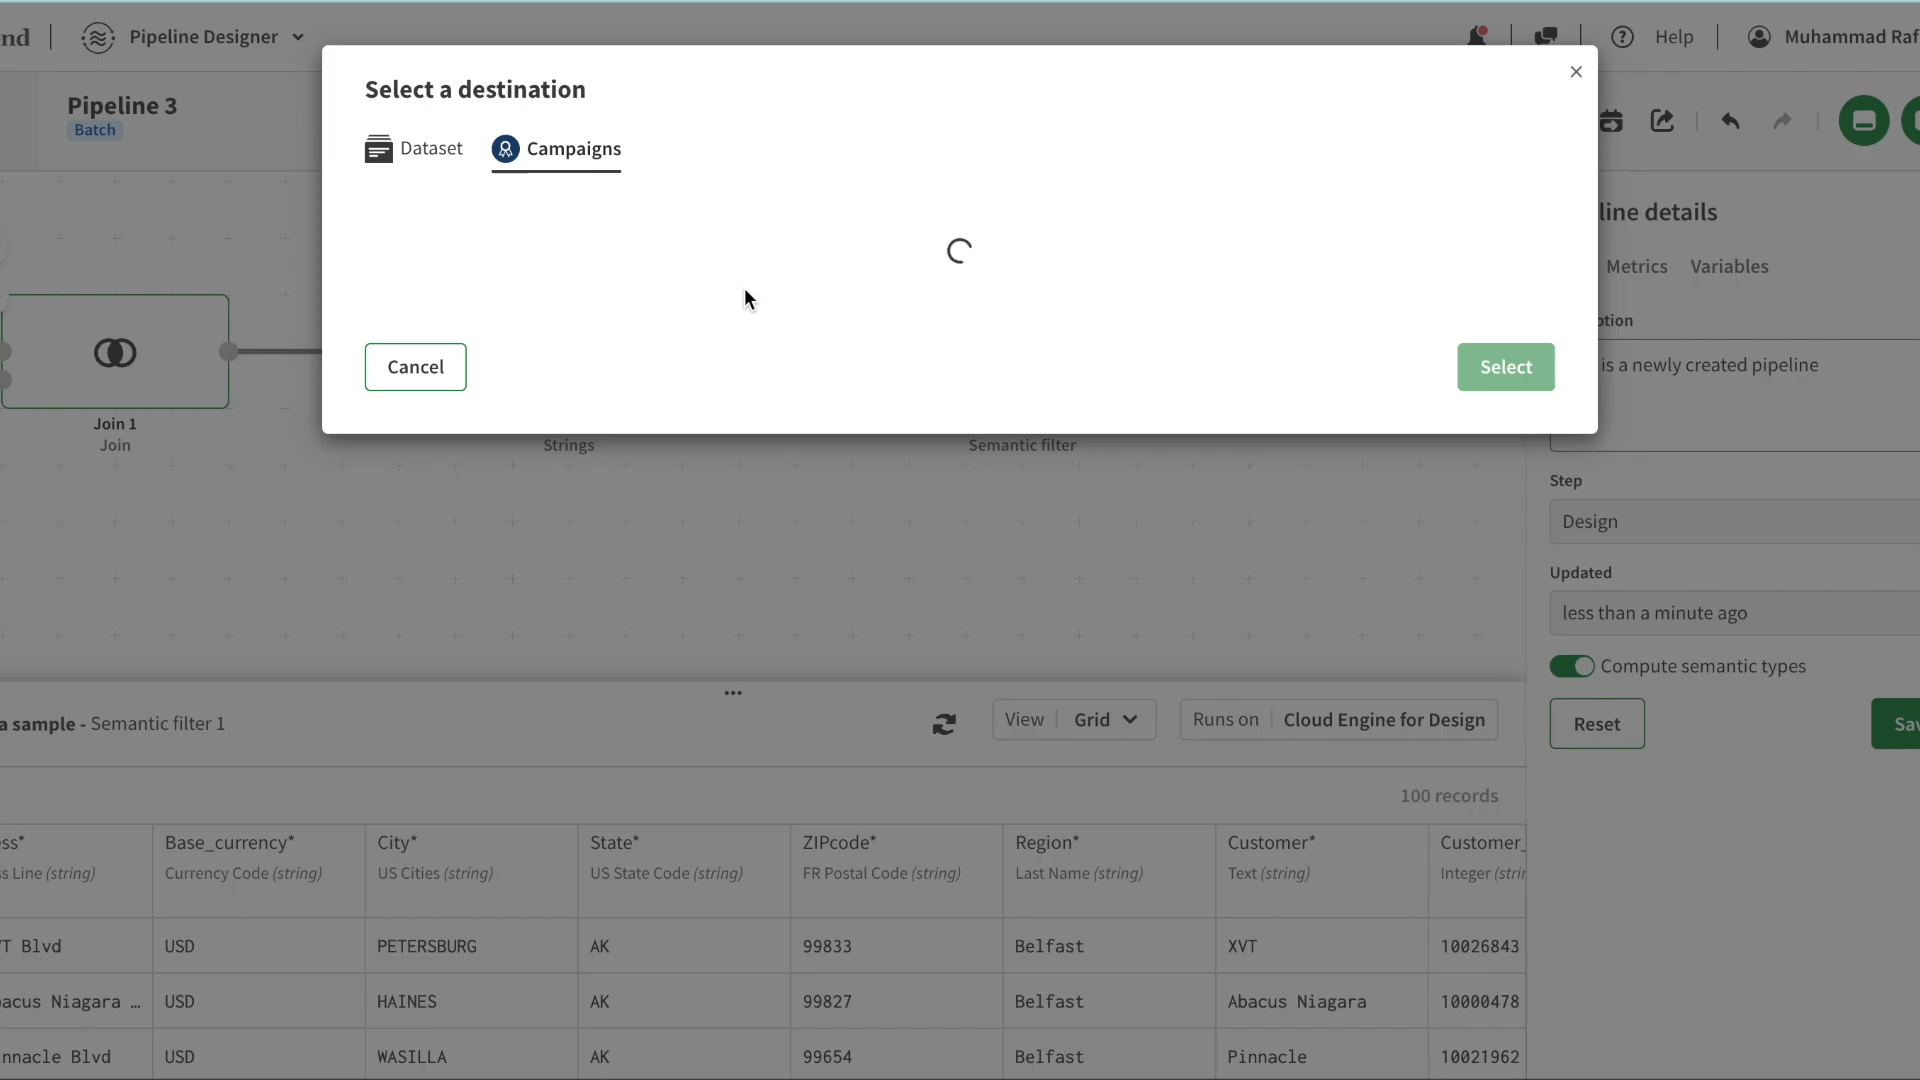 nd
Pipeline Designer
Help
Muhammad Raf
Pipeline 3
Batch
Select a destination
Dataset
Campaigns
Cancel
Select
Join 1
Join
Strings
Semantic filter
line details
Metrics
Variables
ption
is a newly created pipeline
Step
Design
Updated
less than a minute ago
Compute semantic types
Reset
Sav
a sample - Semantic filter 1
View Grid
Runs on Cloud Engine for Design
100 records
ss* Base_currency* City* State* ZIPcode* Region* Customer* Customer_
s Line (string) Currency Code (string) US Cities (string) US State Code (string) FR Postal Code (string) Last Name (string) Text (string) Integer (strin
T Blvd USD PETERSBURG AK 99833 Belfast XVT 10026843
acus Niagara … USD HAINES AK 99827 Belfast Abacus Niagara 10000478
nnacle Blvd USD WASILLA AK 99654 Belfast Pinnacle 10021962